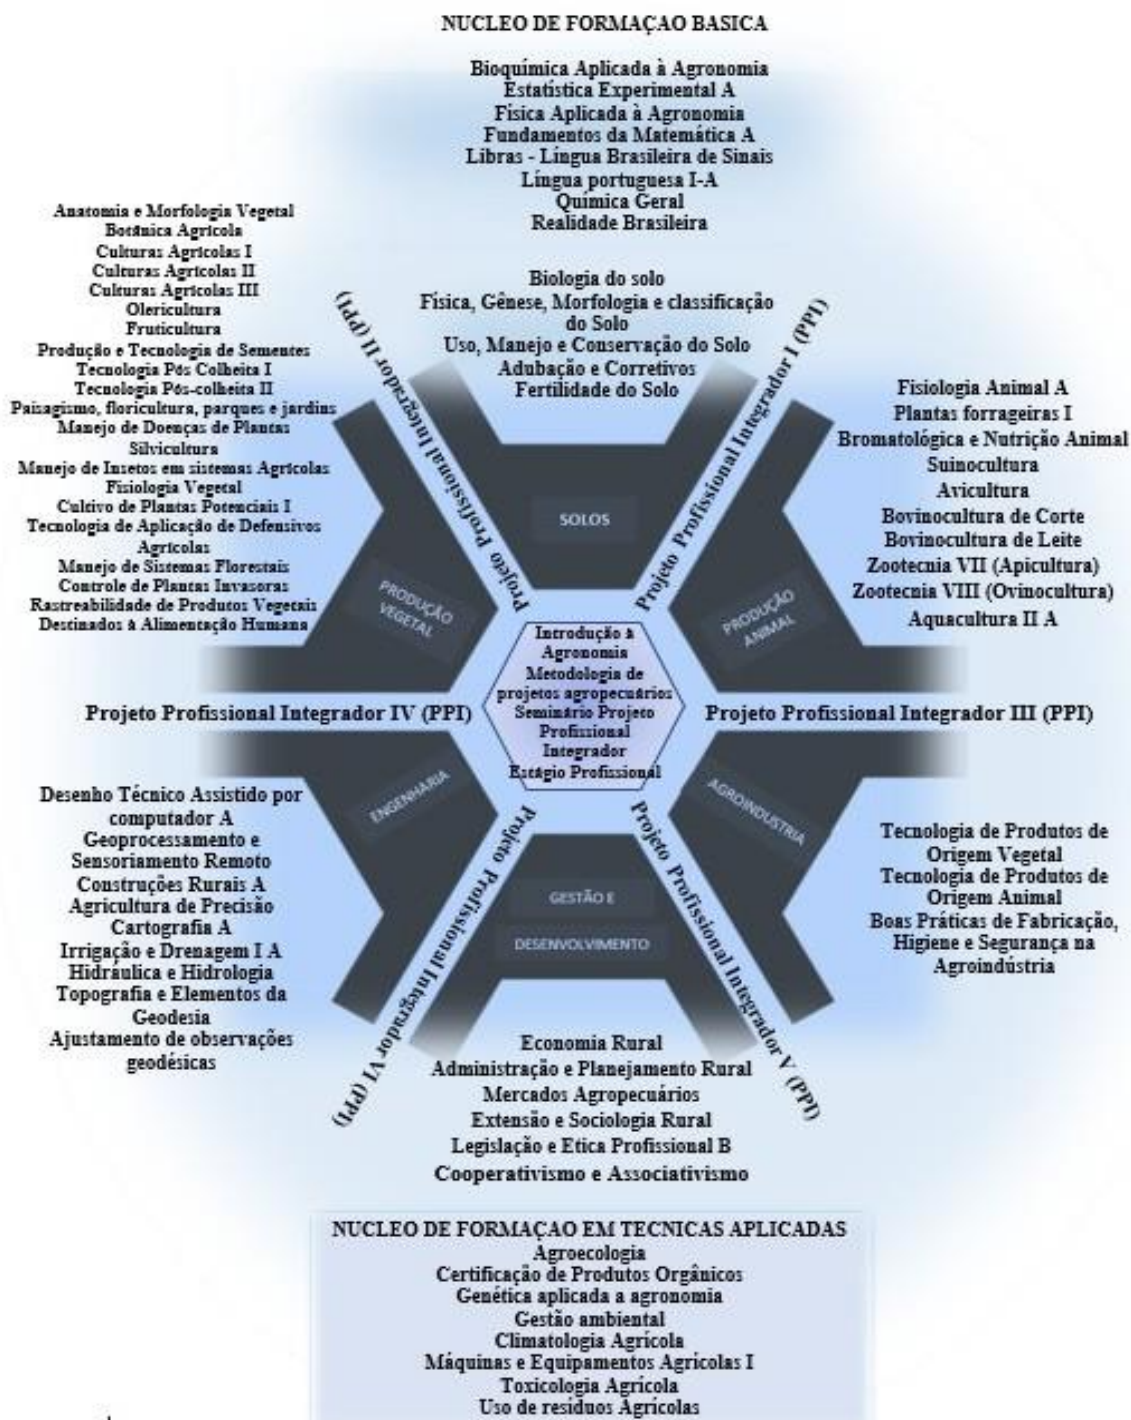 NUCLEO DE FORMAÇAO BASICA
Bioquímica Aplicada à Agronomia
Estatística Experimental A
Física Aplicada à Agronomia
Fundamentos da Matemática A
Libras - Língua Brasileira de Sinais
Língua portuguesa I-A
Química Geral
Realidade Brasileira
Anatomia e Morfologia Vegetal
Botânica Agrícola
Culturas Agrícolas I
Culturas Agrícolas II
Culturas Agrícolas III
Olericultura
Fruticultura
Produção e Tecnologia de Sementes
Tecnologia Pós Colheita I
Tecnologia Pós-colheita II
Paisagismo, floricultura, parques e jardins
Manejo de Doenças de Plantas
Silvicultura
Manejo de Insetos em sistemas Agrícolas
Fisiologia Vegetal
Cultivo de Plantas Potenciais I
Tecnologia de Aplicação de Defensivos
Agrícolas
Manejo de Sistemas Florestais
Controle de Plantas Invasoras
Rastreabilidade de Produtos Vegetais
Destinados à Alimentação Humana
PRODUÇÃO
VEGETAL
Projeto Profissional Integrador II (PPI)
Biologia do solo
Física, Gênese, Morfologia e classificação
do Solo
Uso, Manejo e Conservação do Solo
Adubação e Corretivos
Fertilidade do Solo
SOLOS
Projeto Profissional Integrador I (PPI)
Fisiologia Animal A
Plantas forrageiras I
Bromatológica e Nutrição Animal
Suinocultura
Avicultura
Bovinocultura de Corte
Bovinocultura de Leite
Zootecnia VII (Apicultura)
Zootecnia VIII (Ovinocultura)
Aquacultura II A
PRODUÇÃO
ANIMAL
Introdução à
Agronomia
Metodologia de
projetos agropecuários
Seminário Projeto
Profissional
Integrador
Estágio Profissional
Projeto Profissional Integrador IV (PPI)
Projeto Profissional Integrador III (PPI)
ENGENHARIA
Desenho Técnico Assistido por
computador A
Geoprocessamento e
Sensoriamento Remoto
Construções Rurais A
Agricultura de Precisão
Cartografia A
Irrigação e Drenagem I A
Hidráulica e Hidrologia
Topografia e Elementos da
Geodesia
Ajustamento de observações
geodésicas
Projeto Profissional Integrador VI (PPI)
GESTÃO E
DESENVOLVIMENTO
Projeto Profissional Integrador V (PPI)
AGROINDUSTRIA
Tecnologia de Produtos de
Origem Vegetal
Tecnologia de Produtos de
Origem Animal
Boas Práticas de Fabricação,
Higiene e Segurança na
Agroindústria
Economia Rural
Administração e Planejamento Rural
Mercados Agropecuários
Extensão e Sociologia Rural
Legislação e Etica Profissional B
Cooperativismo e Associativismo
NUCLEO DE FORMAÇAO EM TECNICAS APLICADAS
Agroecologia
Certificação de Produtos Orgânicos
Genética aplicada a agronomia
Gestão ambiental
Climatologia Agrícola
Máquinas e Equipamentos Agrícolas I
Toxicologia Agrícola
Uso de resíduos Agrícolas